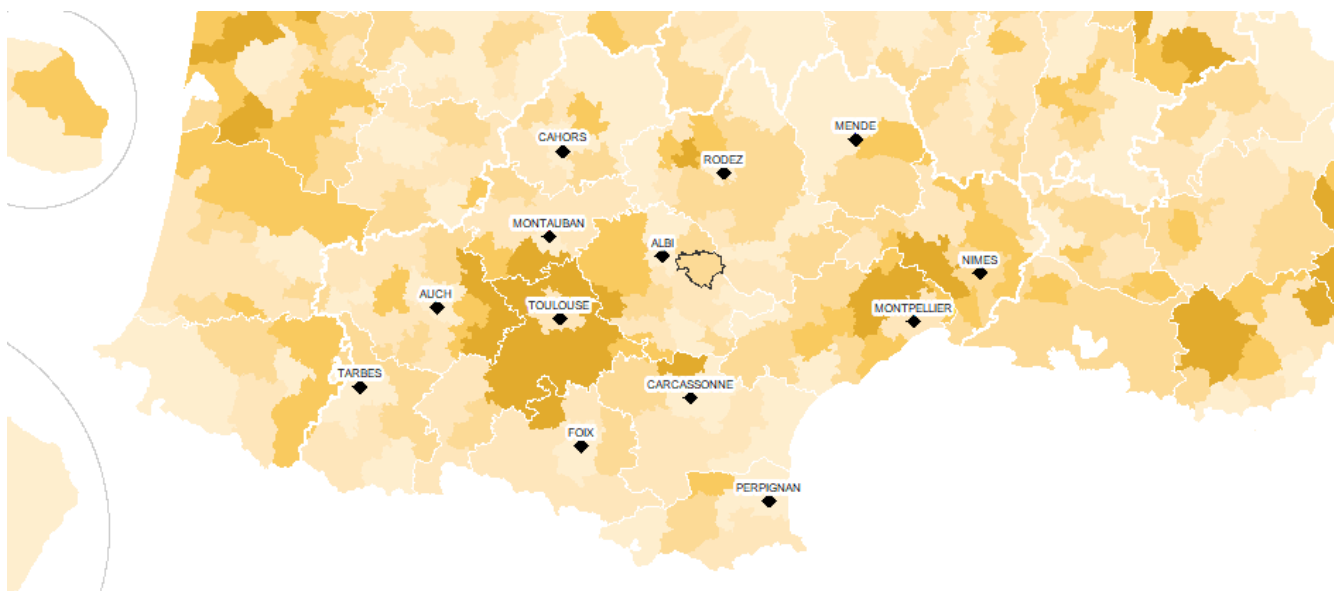 MENDE
CAHORS
RODEZ
MONTAUBAN
ALBI
NIMES
AUCH
TOULOUSE
MONTPELLIER
TARBES
CARCASSONNE
FOIX
PERPIGNAN